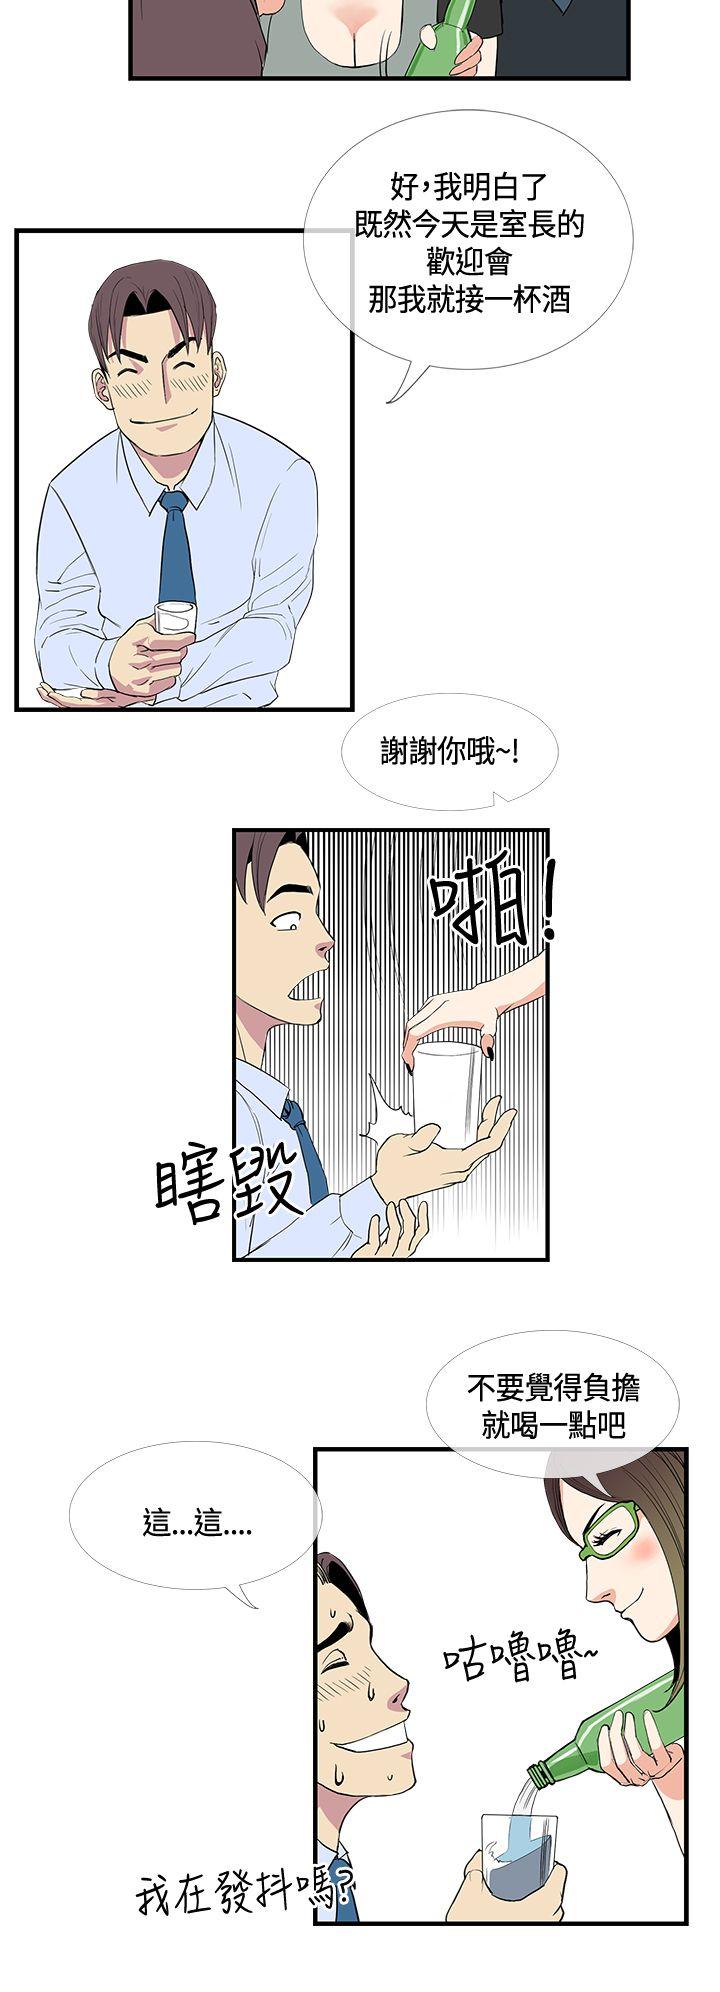 好，我明白了
既然今天是室長的
歡迎會
那我就接一杯酒
謝謝你哦~!
啪!
瞎毀
不要覺得負擔
就喝一點吧
這...這....
咕嚕嚕~
我在發抖嗎?